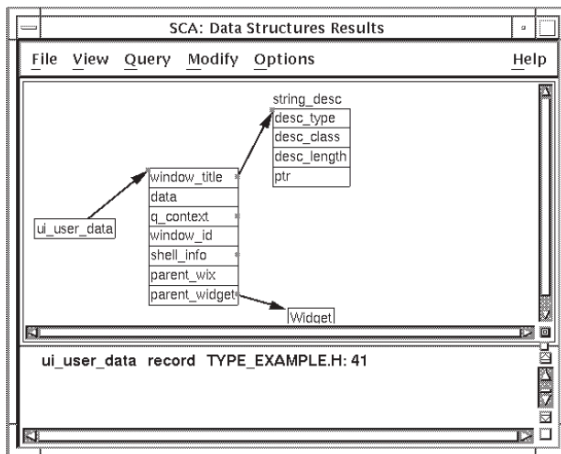 SCA: Data Structures Results
File View Query Modify Options Help
string_desc
desc_type
desc_class
desc_length
ptr
window_title
data
q_context
window_id
shell_info
parent_wix
parent_widget
ui_user_data
Widget
ui_user_data record TYPE_EXAMPLE.H: 41